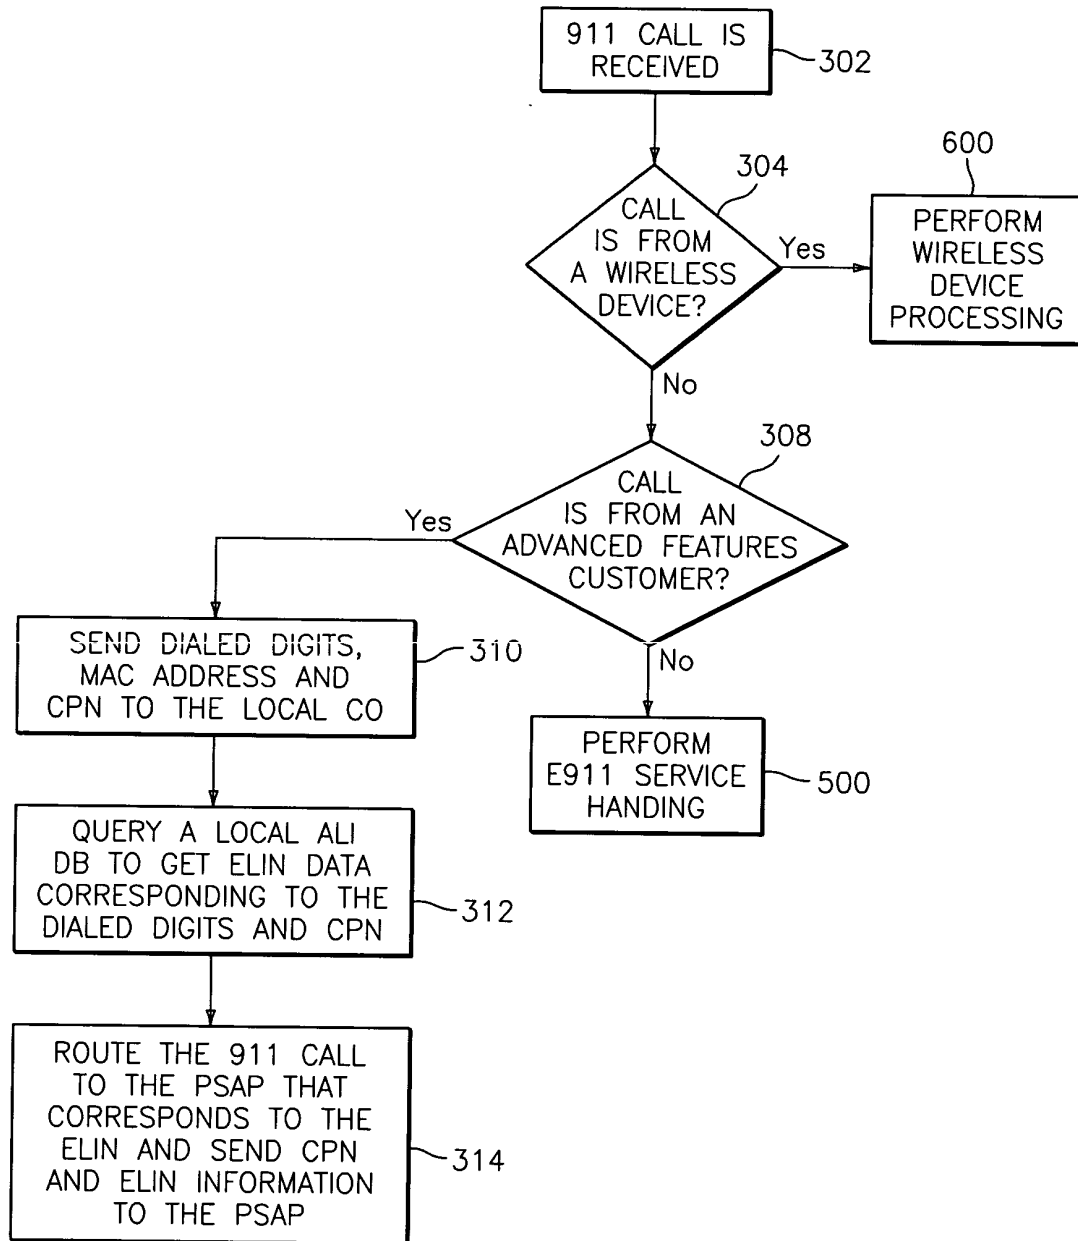 911 CALL IS
RECEIVED
302
304
CALL
IS FROM
A WIRELESS
DEVICE?
Yes
600
PERFORM
WIRELESS
DEVICE
PROCESSING
No
308
CALL
IS FROM AN
ADVANCED FEATURES
CUSTOMER?
Yes
SEND DIALED DIGITS,
MAC ADDRESS AND
CPN TO THE LOCAL CO
310
No
PERFORM
E911 SERVICE
HANDING
500
QUERY A LOCAL ALI
DB TO GET ELIN DATA
CORRESPONDING TO THE
DIALED DIGITS AND CPN
312
ROUTE THE 911 CALL
TO THE PSAP THAT
CORRESPONDS TO THE
ELIN AND SEND CPN
AND ELIN INFORMATION
TO THE PSAP
314